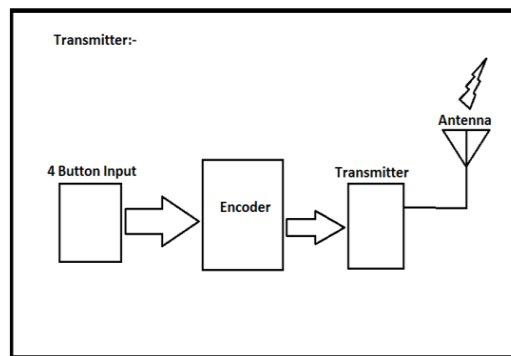 Transmitter:-
Antenna
4 Button Input
Transmitter
Encoder